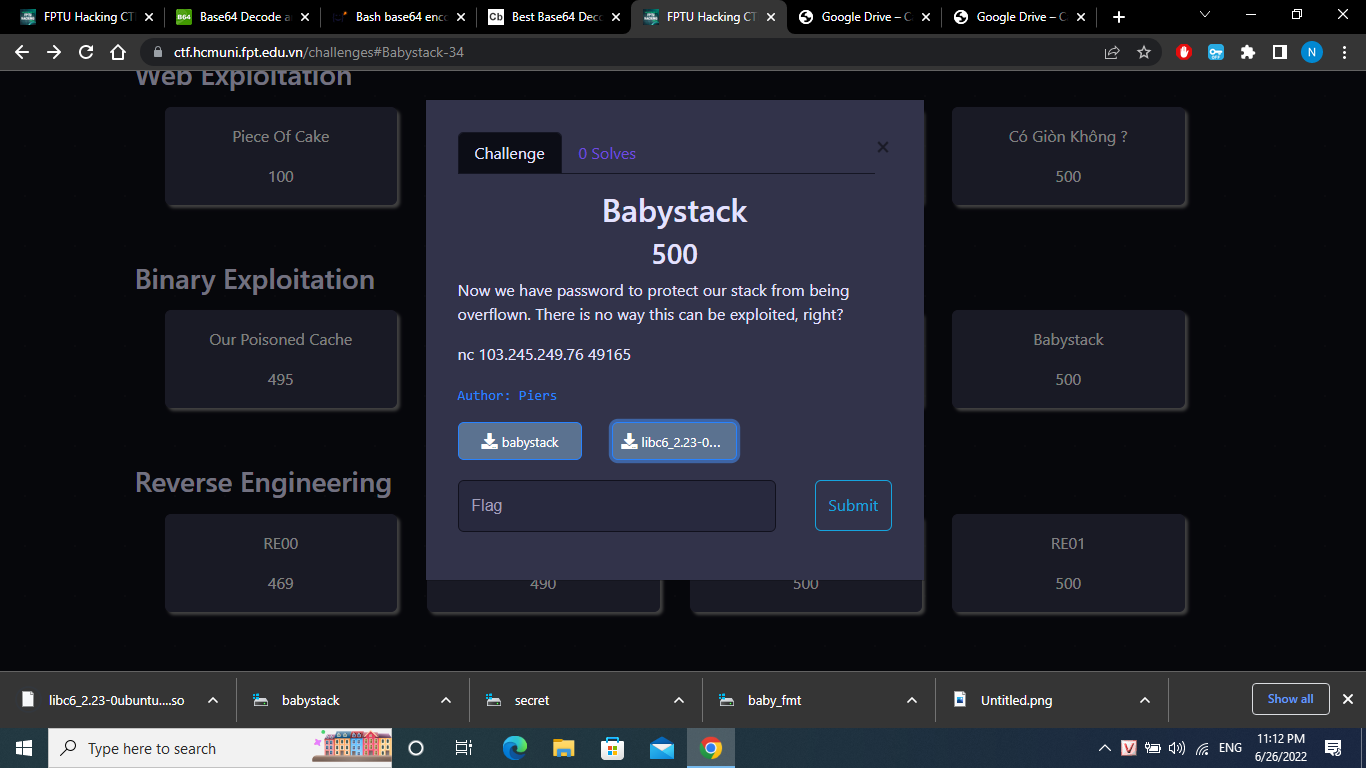 FPTU Hacking CT
Base64 Decode a
Bash base64 enc
Best Base64 Dec
FPTU Hacking CT
Google Drive – C
Google Drive – C
ctf.hcmuni.fpt.edu.vn/challenges#Babystack-34
Web Exploitation
Piece Of Cake
100
Có Giòn Không ?
500
Challenge
0 Solves
×
Babystack
500
Now we have password to protect our stack from being
overflown. There is no way this can be exploited, right?
nc 103.245.249.76 49165
Author: Piers
babystack
libc6_2.23-0...
Flag
Submit
Binary Exploitation
Our Poisoned Cache
495
Babystack
500
Reverse Engineering
RE00
469
490
500
RE01
500
libc6_2.23-0ubuntu....so
babystack
secret
baby_fmt
Untitled.png
Show all
Type here to search
ENG
11:12 PM
6/26/2022